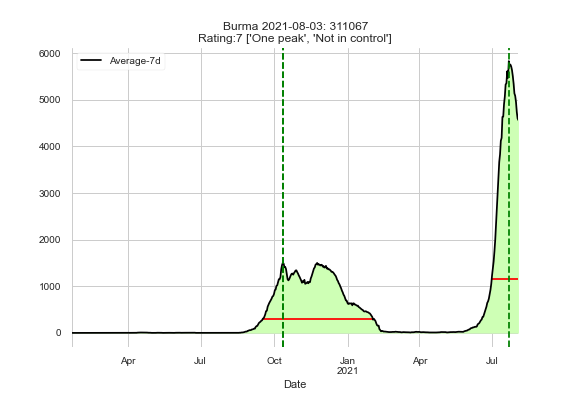 Burma 2021-08-03: 311067
Rating:7 ['One peak', 'Not in control']
Average-7d
6000
5000
4000
3000
2000
1000
0
Apr Jul Oct Jan Apr Jul
2021
Date